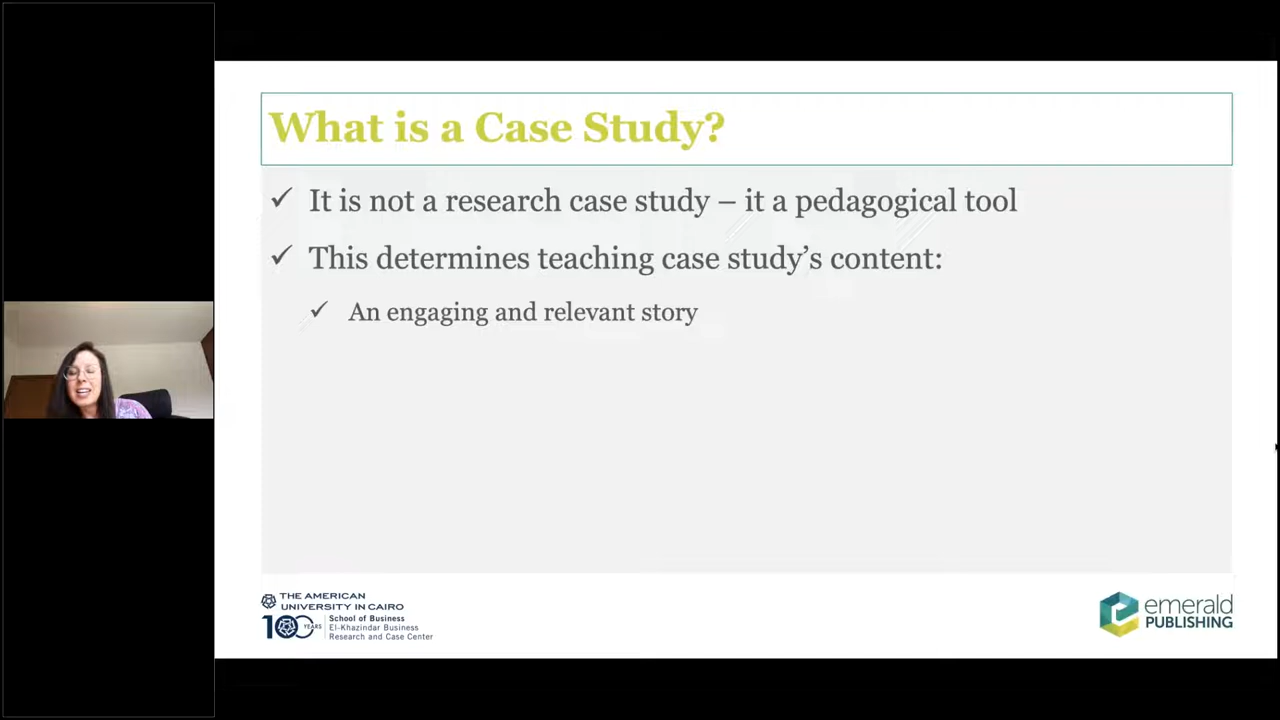 What is a Case Study?
✓ It is not a research case study – it a pedagogical tool
✓ This determines teaching case study’s content:
✓ An engaging and relevant story
THE AMERICAN
UNIVERSITY IN CAIRO
100 YEARS
School of Business
El-Khazindar Business
Research and Case Center
emerald
PUBLISHING